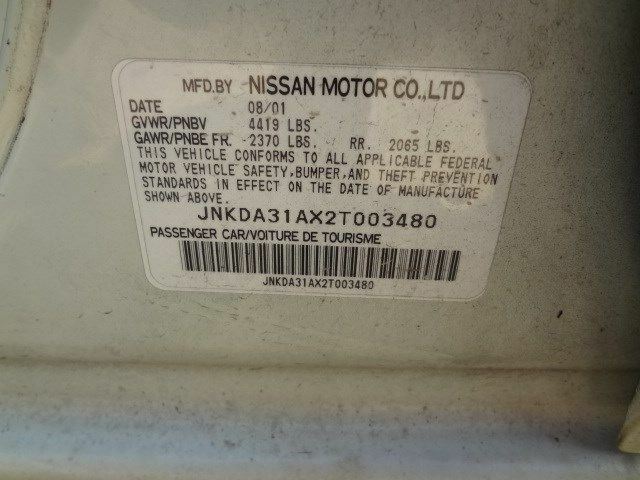 MFD.BY NISSAN MOTOR CO.,LTD
DATE 08/01
GVWR/PNBV 4419 LBS.
GAWR/PNBE FR. 2370 LBS. RR. 2065 LBS.
THIS VEHICLE CONFORMS TO ALL APPLICABLE FEDERAL
MOTOR VEHICLE SAFETY,BUMPER,AND THEFT PREVENTION
STANDARDS IN EFFECT ON THE DATE OF MANUFACTURE
SHOWN ABOVE.
JNKDA31AX2T003480
PASSENGER CAR/VOITURE DE TOURISME
JNKDA31AX2T003480